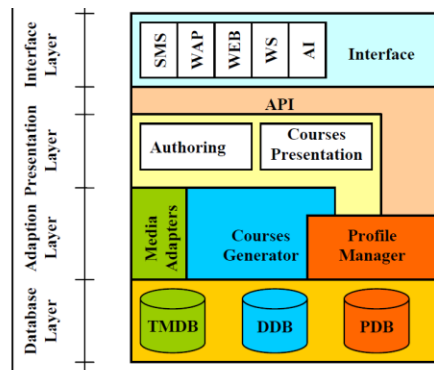 Interface
Layer
SMS
WAP
WEB
WS
AI
Interface
API
Presentation
Layer
Authoring
Courses
Presentation
Adaption
Layer
Media
Adapters
Courses
Generator
Profile
Manager
Database
Layer
TMDB
DDB
PDB